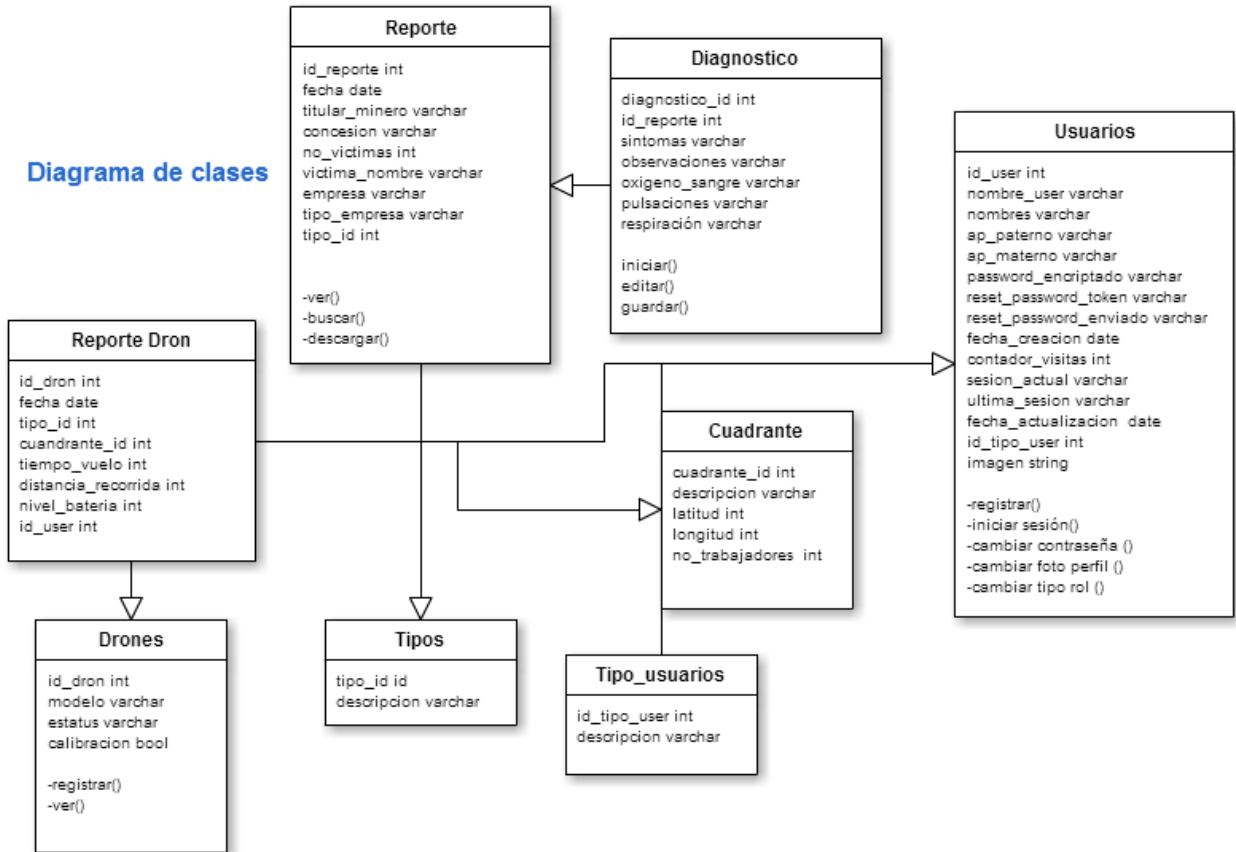 Diagrama de clases
Reporte
id_reporte int
fecha date
titular_minero varchar
concesion varchar
no_victimas int
victima_nombre varchar
empresa varchar
tipo_empresa varchar
tipo_id int
-ver()
-buscar()
-descargar()
Diagnostico
diagnostico_id int
id_reporte int
sintomas varchar
observaciones varchar
oxigeno_sangre varchar
pulsaciones varchar
respiración varchar
iniciar()
editar()
guardar()
Usuarios
id_user int
nombre_user varchar
nombres varchar
ap_paterno varchar
ap_materno varchar
password_encriptado varchar
reset_password_token varchar
reset_password_enviado varchar
fecha_creacion date
contador_visitas int
sesion_actual varchar
ultima_sesion varchar
fecha_actualizacion date
id_tipo_user int
imagen string
-registrar()
-iniciar sesión()
-cambiar contraseña ()
-cambiar foto perfil ()
-cambiar tipo rol ()
Reporte Dron
id_dron int
fecha date
tipo_id int
cuandrante_id int
tiempo_vuelo int
distancia_recorrida int
nivel_bateria int
id_user int
Cuadrante
cuadrante_id int
descripcion varchar
latitud int
longitud int
no_trabajadores int
Drones
id_dron int
modelo varchar
estatus varchar
calibracion bool
-registrar()
-ver()
Tipos
tipo_id id
descripcion varchar
Tipo_usuarios
id_tipo_user int
descripcion varchar